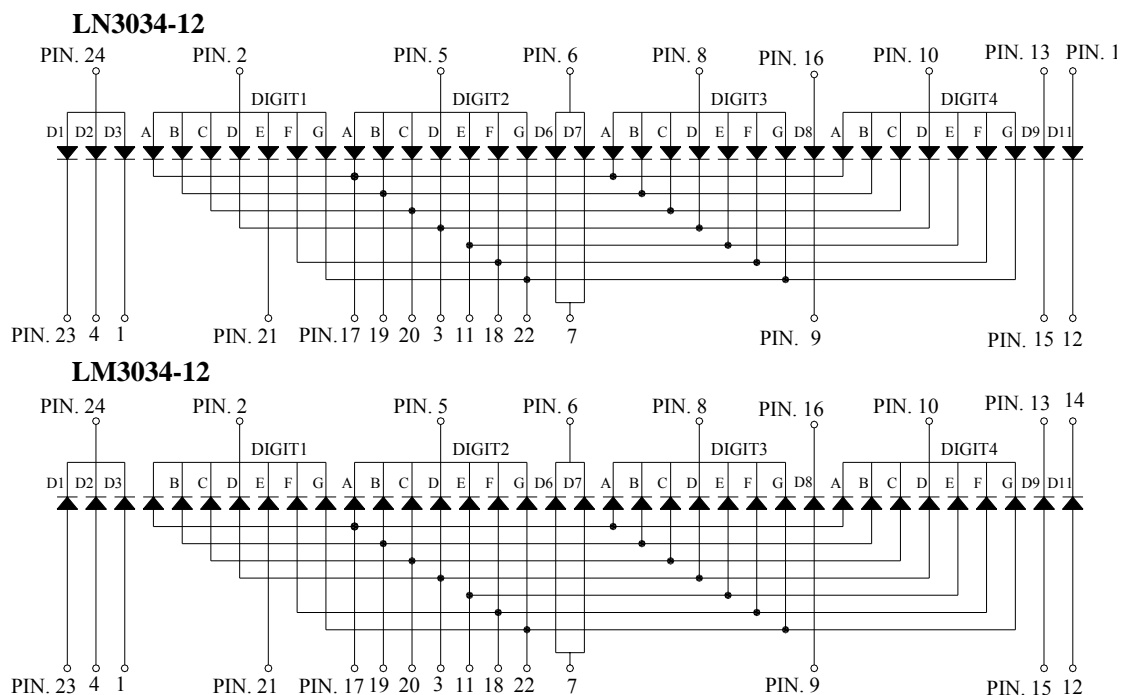 LN3034-12
PIN. 24 PIN. 2 PIN. 5 PIN. 6 PIN. 8 PIN. 16 PIN. 10 PIN. 13 PIN. 1
DIGIT1 DIGIT2 DIGIT3 DIGIT4
D1 D2 D3 A B C D E F G A B C D E F G D6 D7 A B C D E F G D8 A B C D E F G D9 D11
PIN. 23 4 1 PIN. 21 PIN. 17 19 20 3 11 18 22 7 PIN. 9 PIN. 15 12
LM3034-12
PIN. 24 PIN. 2 PIN. 5 PIN. 6 PIN. 8 PIN. 16 PIN. 10 PIN. 13 14
DIGIT1 DIGIT2 DIGIT3 DIGIT4
D1 D2 D3 B C D E F G A B C D E F G D6 D7 A B C D E F G D8 A B C D E F G D9 D11
PIN. 23 4 1 PIN. 21 PIN. 17 19 20 3 11 18 22 7 PIN. 9 PIN. 15 12